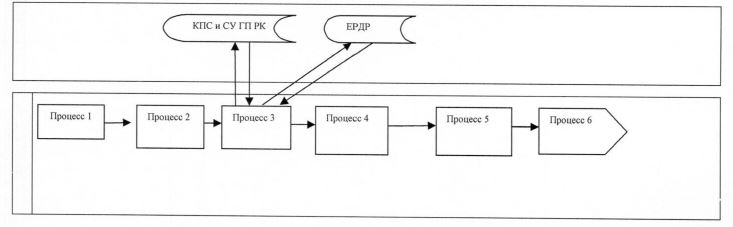 КПС и СУ ГП РК
ЕРДР
Процесс 1
Процесс 2
Процесс 3
Процесс 4
Процесс 5
Процесс 6